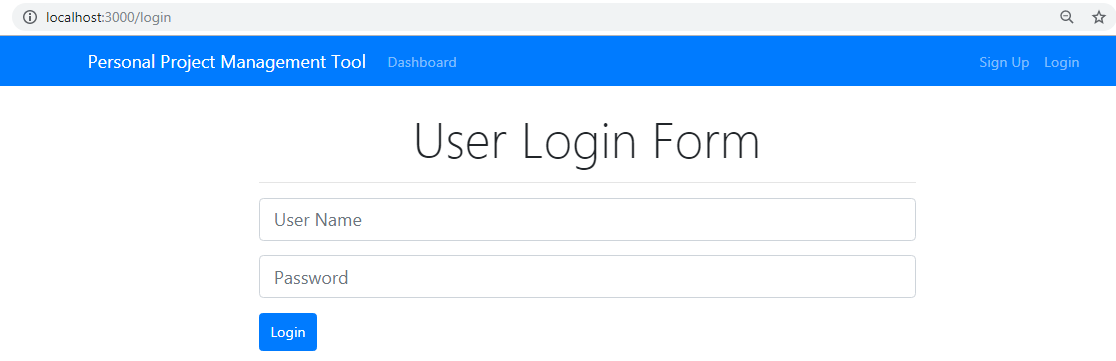 localhost:3000/login
Personal Project Management Tool Dashboard Sign Up Login
User Login Form
User Name
Password
Login